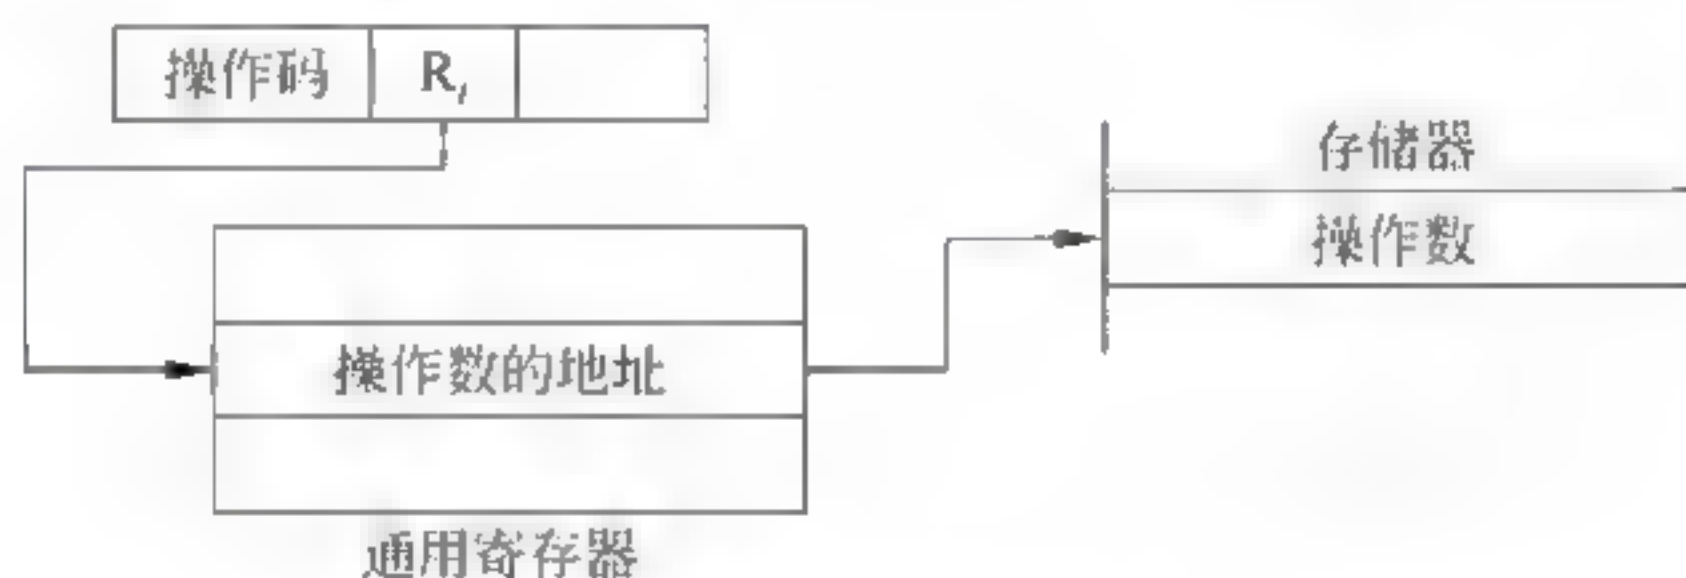 操作码 Ri
存储器
操作数
操作数的地址
通用寄存器